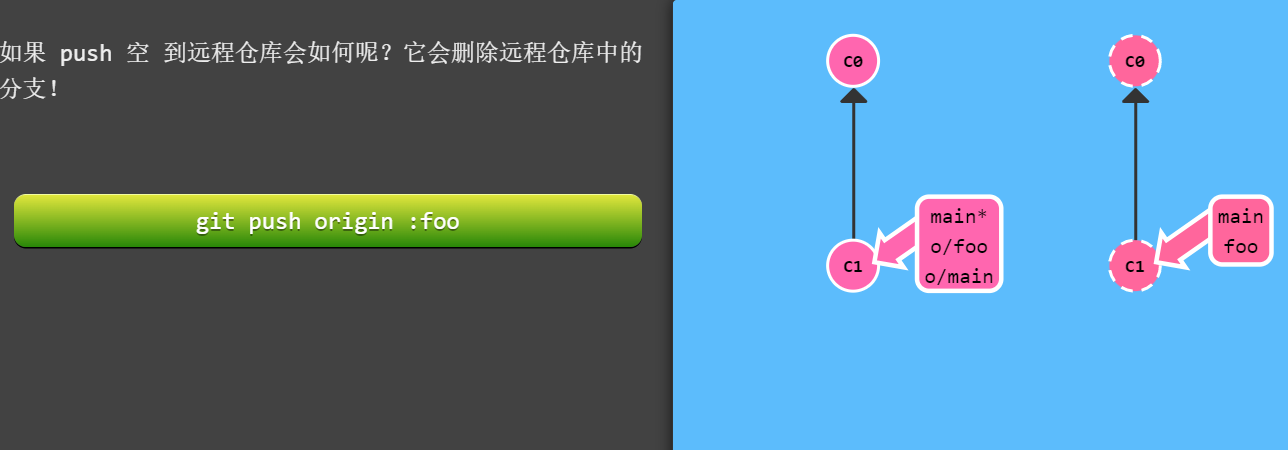 如果 push 空 到远程仓库会如何呢？它会删除远程仓库中的
分支！
git push origin :foo
C0
C1
main*
o/foo
o/main
C0
C1
main
foo